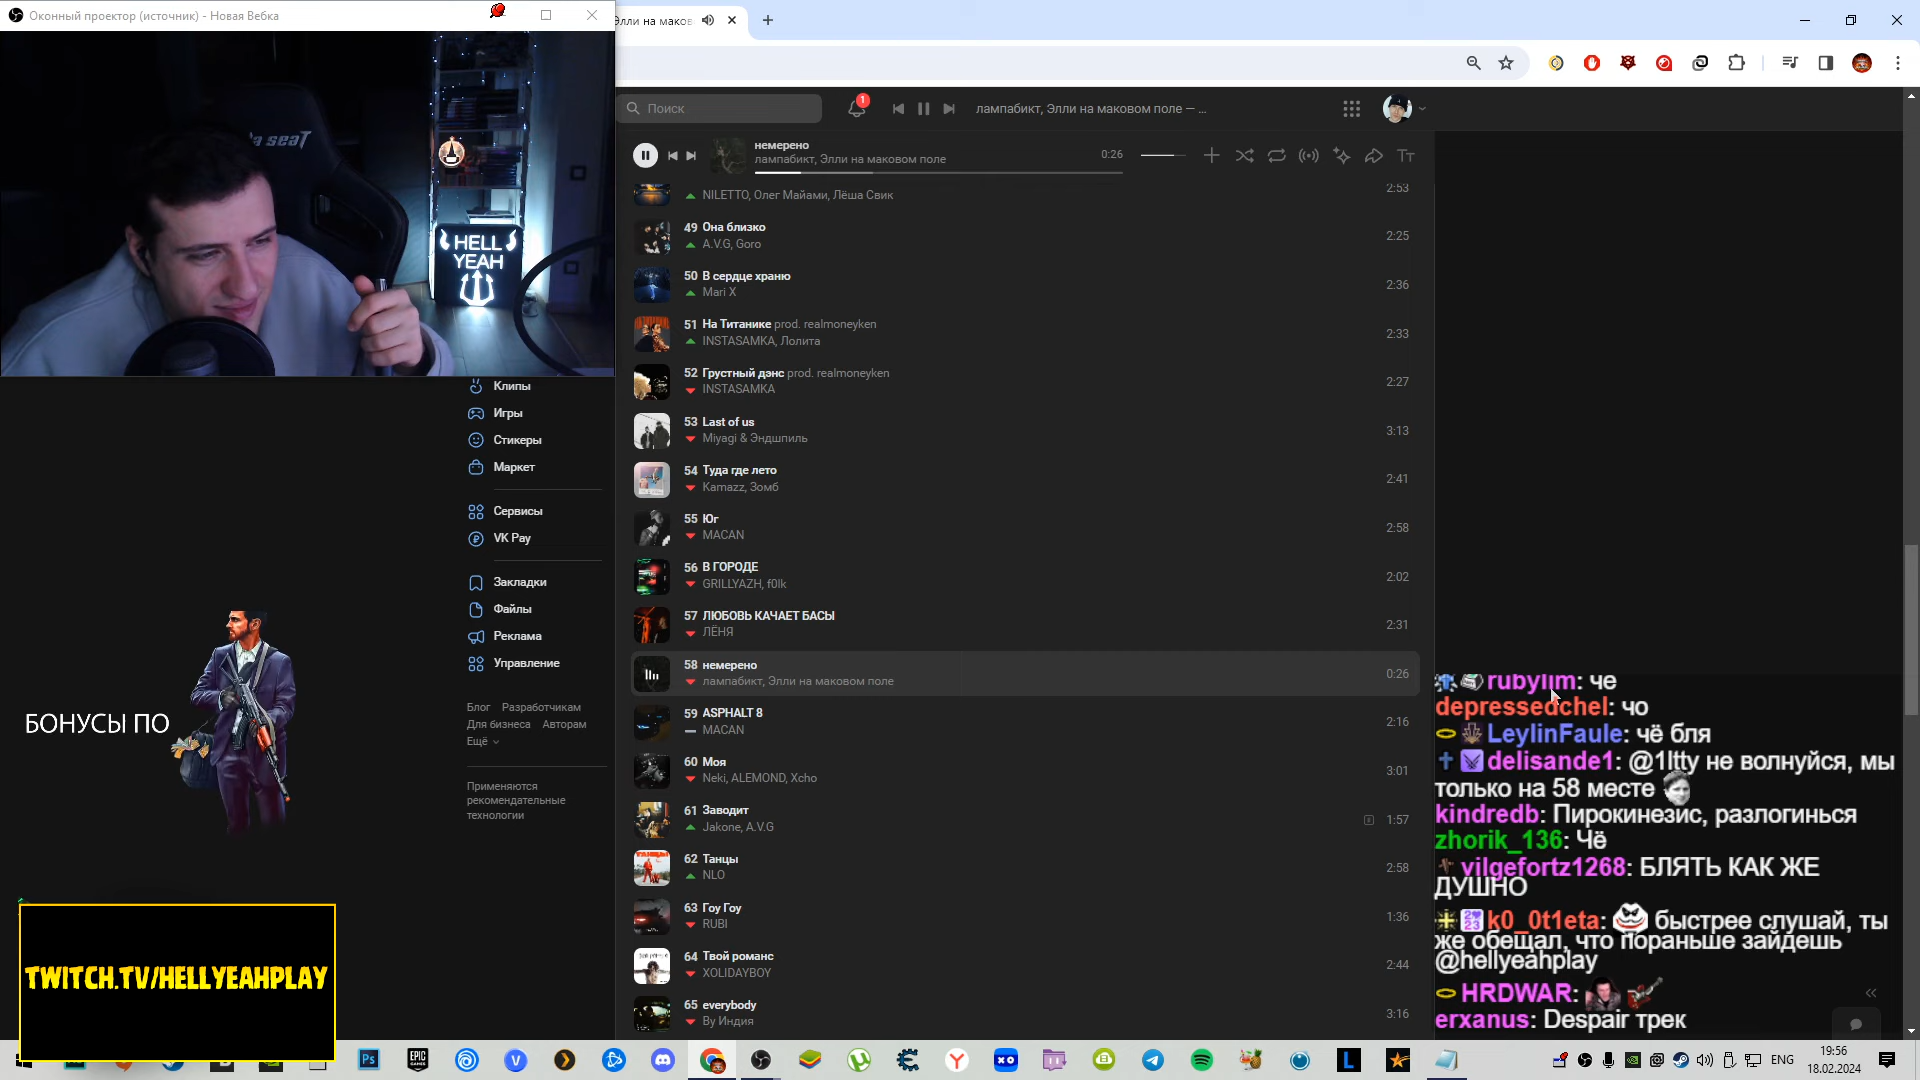 Оконный проектор (источник) - Новая Вебка
Элли на маков
a seaT
HELL
YEAH
Поиск
1
лампабикт, Элли на маковом поле — ...
немерено
лампабикт, Элли на маковом поле
0:26
NILETTO, Олег Майами, Лёша Свик
2:53
49 Она близко
A.V.G, Goro
2:25
50 В сердце храню
Mari X
2:36
51 На Титанике prod. realmoneyken
INSTASAMKA, Лолита
2:33
52 Грустный дэнс prod. realmoneyken
INSTASAMKA
2:27
53 Last of us
Miyagi & Эндшпиль
3:13
54 Туда где лето
Kamazz, Зомб
2:41
55 Юг
MACAN
2:58
56 В ГОРОДЕ
GRILLYAZH, f0lk
2:02
57 ЛЮБОВЬ КАЧАЕТ БАСЫ
ЛЁНЯ
2:31
58 немерено
лампабикт, Элли на маковом поле
0:26
59 ASPHALT 8
MACAN
2:16
60 Моя
Neki, ALEMOND, Xcho
3:01
61 Заводит
Jakone, A.V.G
1:57
62 Танцы
NLO
2:58
63 Гоу Гоу
RUBI
1:36
64 Твой романс
XOLIDAYBOY
2:44
65 everybody
By Индия
3:16
Клипы
Игры
Стикеры
Маркет
Сервисы
VK Pay
Закладки
Файлы
Реклама
Управление
Блог Разработчикам
Для бизнеса Авторам
Ещё
Применяются
рекомендательные
технологии
БОНУСЫ ПО
TWITCH.TV/HELLYEAHPLAY
rubylim: че
depressedchel: чо
LeylinFaule: чё бля
delisande1: @1ltty не волнуйся, мы
только на 58 месте
kindredb: Пирокинезис, разлогинься
zhorik_136: Чё
vilgefortz1268: БЛЯТЬ КАК ЖЕ
ДУШНО
k0_0t1eta: быстрее слушай, ты
же обещал, что пораньше зайдешь
@hellyeahplay
HRDWAR:
erxanus: Despair трек
Ps
EPIC
GAMES
ENG
19:56
18.02.2024